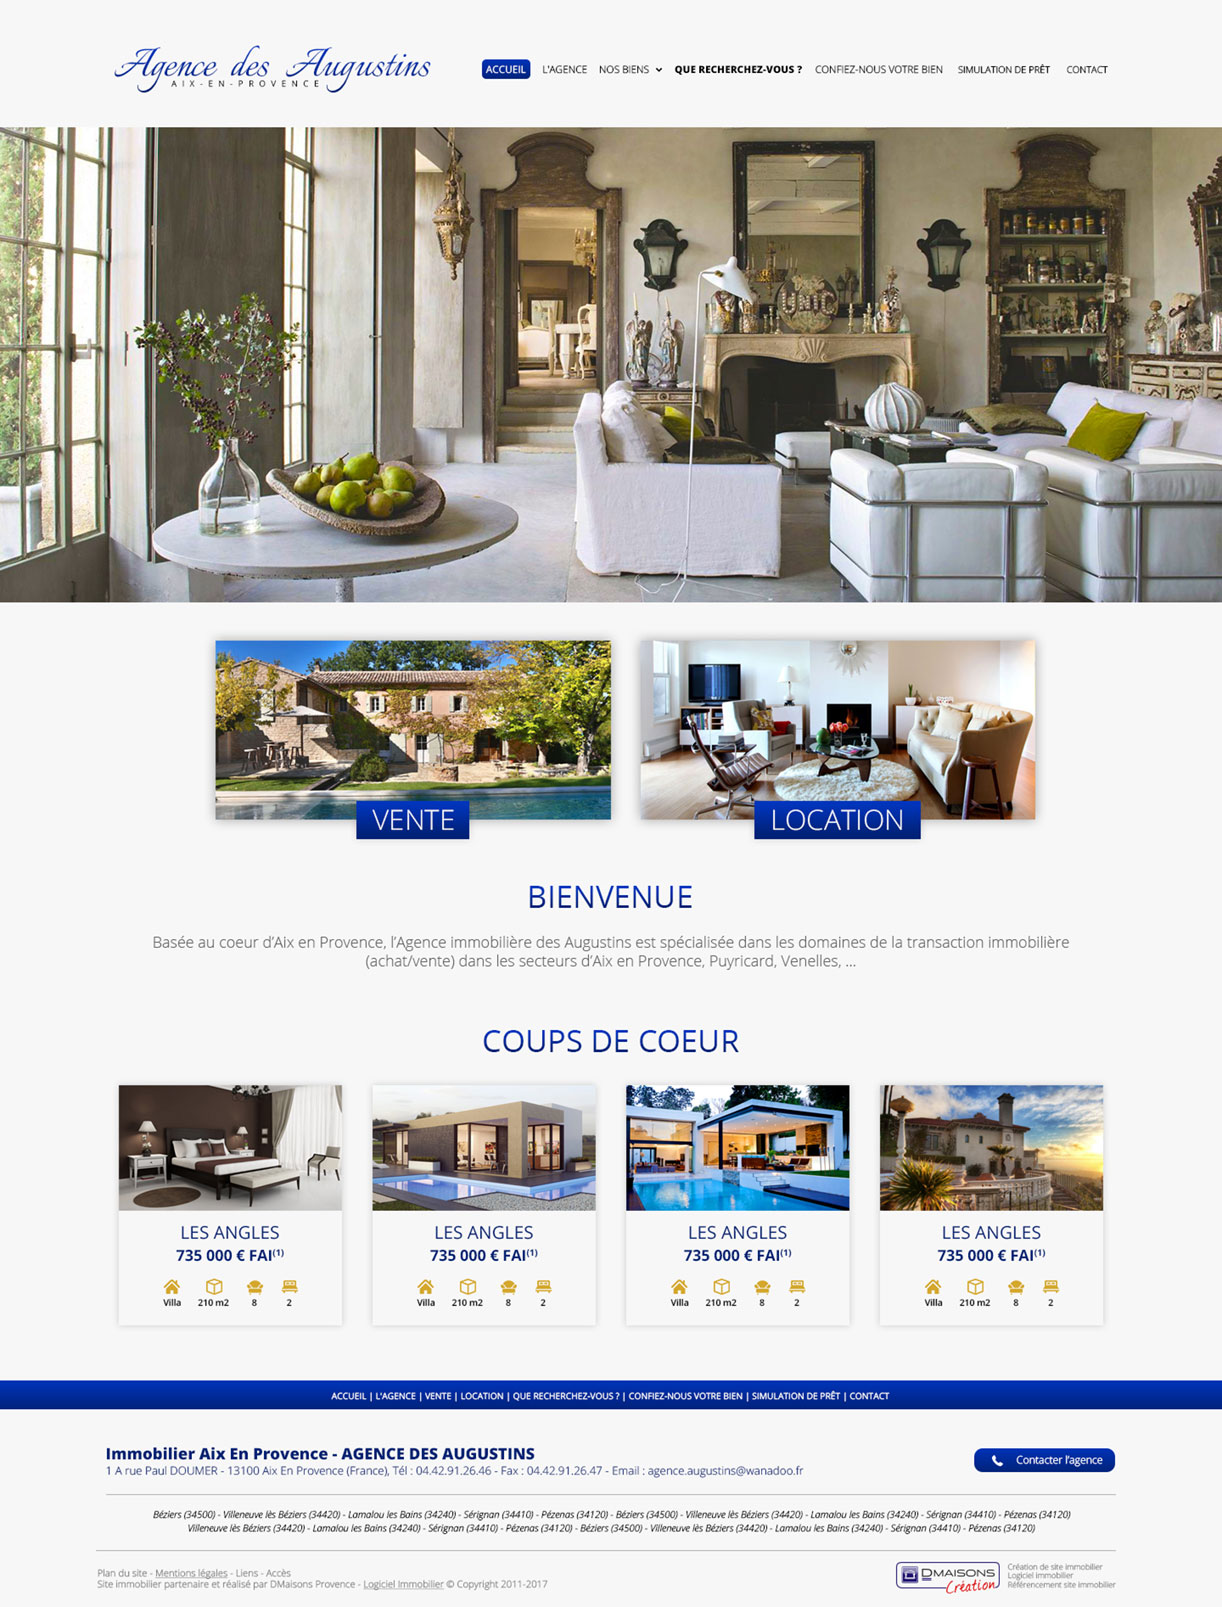 Agence des Augustins
AIX-EN-PROVENCE
ACCUEIL L'AGENCE NOS BIENS QUE RECHERCHEZ-VOUS ? CONFIEZ-NOUS VOTRE BIEN SIMULATION DE PRÊT CONTACT
UNIC
VENTE
LOCATION
BIENVENUE
Basée au coeur d'Aix en Provence, l'Agence immobilière des Augustins est spécialisée dans les domaines de la transaction immobilière
(achat/vente) dans les secteurs d'Aix en Provence, Puyricard, Venelles, ...
COUPS DE COEUR
LES ANGLES LES ANGLES LES ANGLES LES ANGLES
735 000 € FAI(1) 735 000 € FAI(1) 735 000 € FAI(1) 735 000 € FAI(1)
Villa 210 m2 8 2 Villa 210 m2 8 2 Villa 210 m2 8 2 Villa 210 m2 8 2
ACCUEIL | L'AGENCE | VENTE | LOCATION | QUE RECHERCHEZ-VOUS ? | CONFIEZ-NOUS VOTRE BIEN | SIMULATION DE PRÊT | CONTACT
Immobilier Aix En Provence - AGENCE DES AUGUSTINS
1 A rue Paul DOUMER - 13100 Aix En Provence (France), Tél : 04.42.91.26.46 - Fax : 04.42.91.26.47 - Email : agence.augustins@wanadoo.fr
Contacter l'agence
Béziers (34500) - Villeneuve lès Béziers (34420) - Lamalou les Bains (34240) - Sérignan (34410) - Pézenas (34120) - Béziers (34500) - Villeneuve lès Béziers (34420) - Lamalou les Bains (34240) - Sérignan (34410) - Pézenas (34120)
Villeneuve lès Béziers (34420) - Lamalou les Bains (34240) - Sérignan (34410) - Pézenas (34120) - Béziers (34500) - Villeneuve lès Béziers (34420) - Lamalou les Bains (34240) - Sérignan (34410) - Pézenas (34120)
Plan du site - Mentions légales - Liens - Accès
Site immobilier partenaire et réalisé par DMaisons Provence - Logiciel Immobilier © Copyright 2011-2017
DMAISONS
Création
Création de site immobilier
Logiciel immobilier
Référencement site immobilier